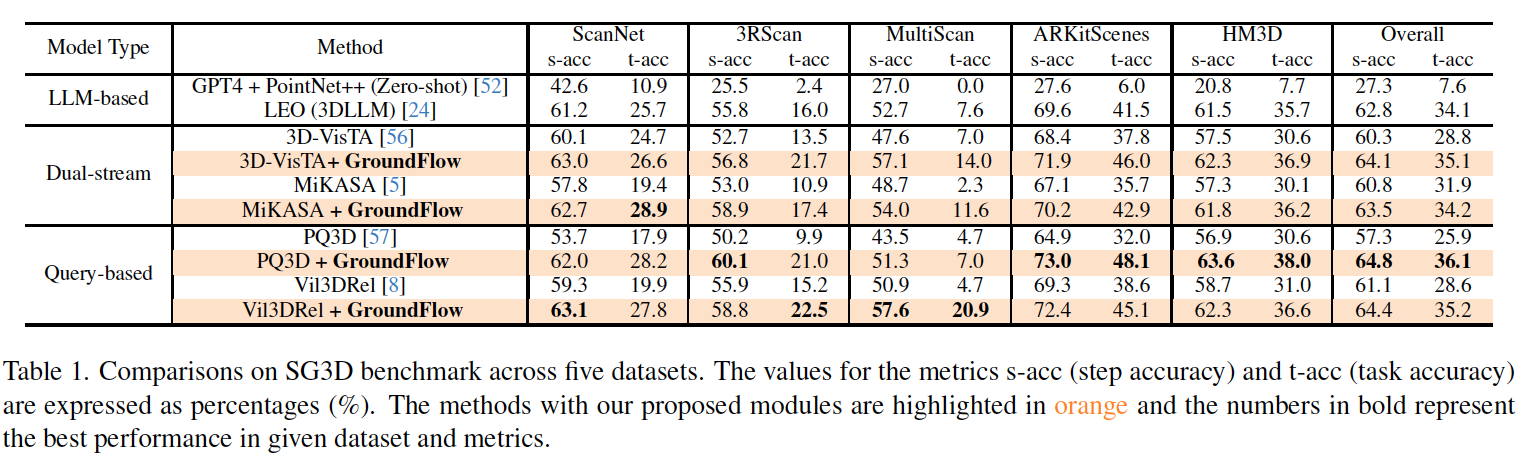 Model Type Method ScanNet 3RScan MultiScan ARKitScenes HM3D Overall
s-acc t-acc s-acc t-acc s-acc t-acc s-acc t-acc s-acc t-acc s-acc t-acc
LLM-based
GPT4 + PointNet++ (Zero-shot) [52] 42.6 10.9 25.5 2.4 27.0 0.0 27.6 6.0 20.8 7.7 27.3 7.6
LEO (3DLLM) [24] 61.2 25.7 55.8 16.0 52.7 7.6 69.6 41.5 61.5 35.7 62.8 34.1
Dual-stream
3D-VisTA [56] 60.1 24.7 52.7 13.5 47.6 7.0 68.4 37.8 57.5 30.6 60.3 28.8
3D-VisTA+ GroundFlow 63.0 26.6 56.8 21.7 57.1 14.0 71.9 46.0 62.3 36.9 64.1 35.1
MiKASA [5] 57.8 19.4 53.0 10.9 48.7 2.3 67.1 35.7 57.3 30.1 60.8 31.9
MiKASA + GroundFlow 62.7 28.9 58.9 17.4 54.0 11.6 70.2 42.9 61.8 36.2 63.5 34.2
Query-based
PQ3D [57] 53.7 17.9 50.2 9.9 43.5 4.7 64.9 32.0 56.9 30.6 57.3 25.9
PQ3D + GroundFlow 62.0 28.2 60.1 21.0 51.3 7.0 73.0 48.1 63.6 38.0 64.8 36.1
Vil3DRel [8] 59.3 19.9 55.9 15.2 50.9 4.7 69.3 38.6 58.7 31.0 61.1 28.6
Vil3DRel + GroundFlow 63.1 27.8 58.8 22.5 57.6 20.9 72.4 45.1 62.3 36.6 64.4 35.2
Table 1. Comparisons on SG3D benchmark across five datasets. The values for the metrics s-acc (step accuracy) and t-acc (task accuracy)
are expressed as percentages (%). The methods with our proposed modules are highlighted in orange and the numbers in bold represent
the best performance in given dataset and metrics.